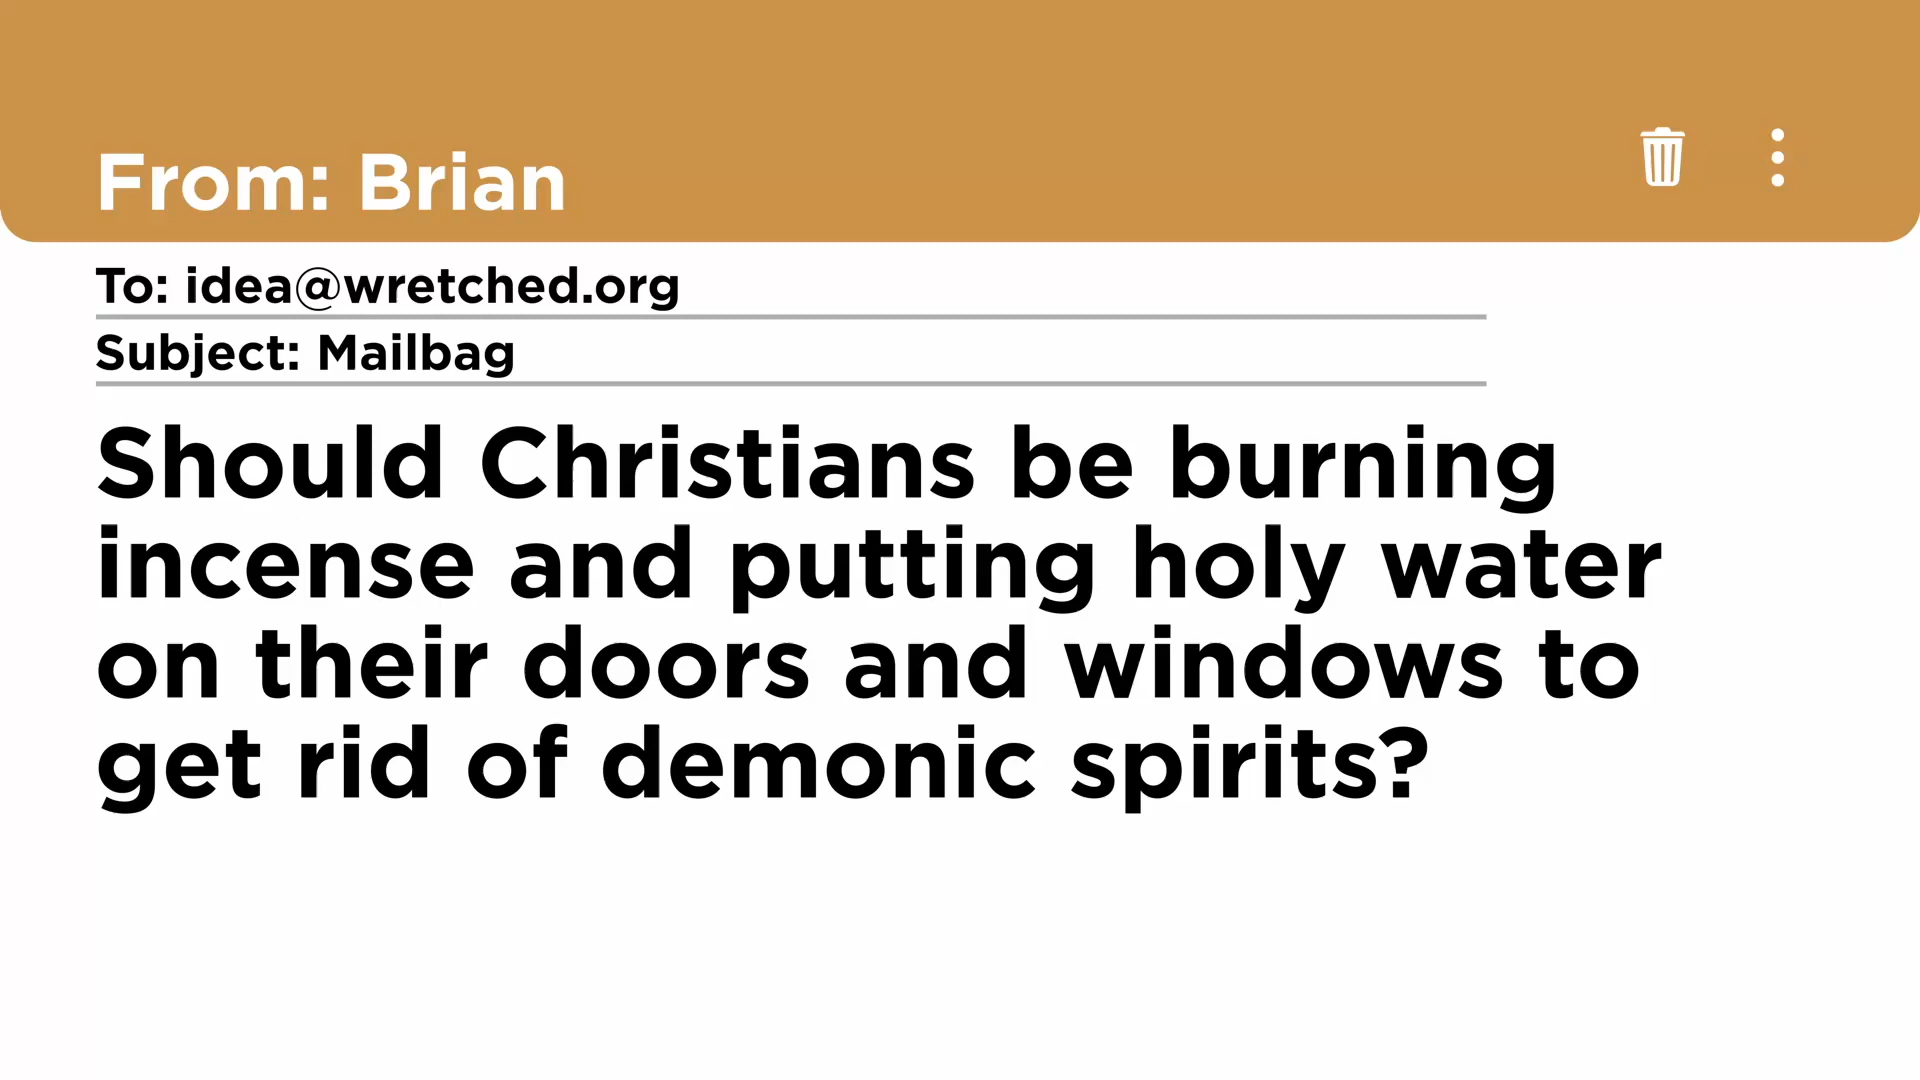 From: Brian
To: idea@wretched.org
Subject: Mailbag
Should Christians be burning
incense and putting holy water
on their doors and windows to
get rid of demonic spirits?